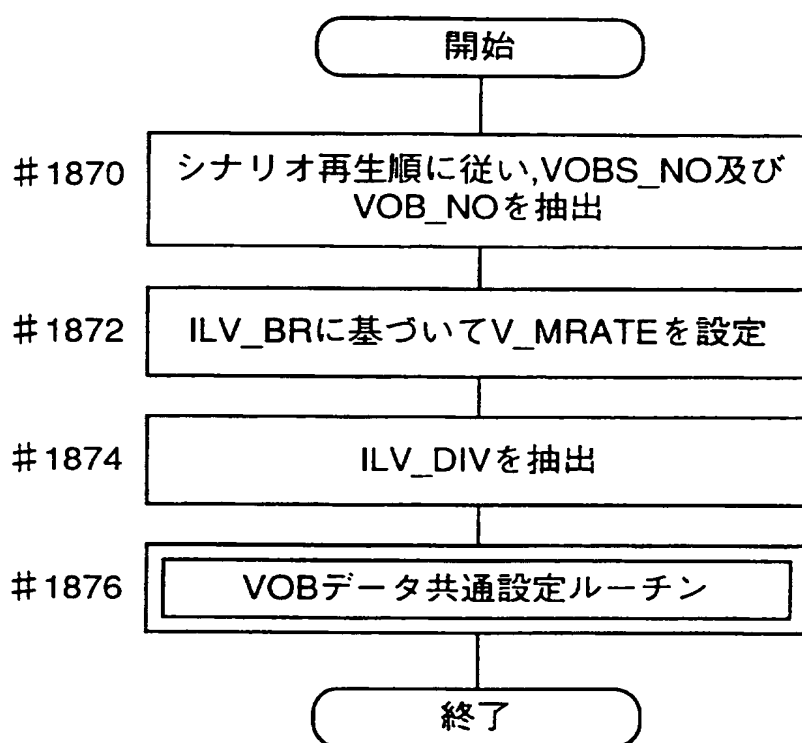 開始
#1870
シナリオ再生順に従い,VOBS_NO及び
VOB_NOを抽出
#1872
ILV_BRに基づいてV_MRATEを設定
#1874
ILV_DIVを抽出
#1876
VOBデータ共通設定ルーチン
終了